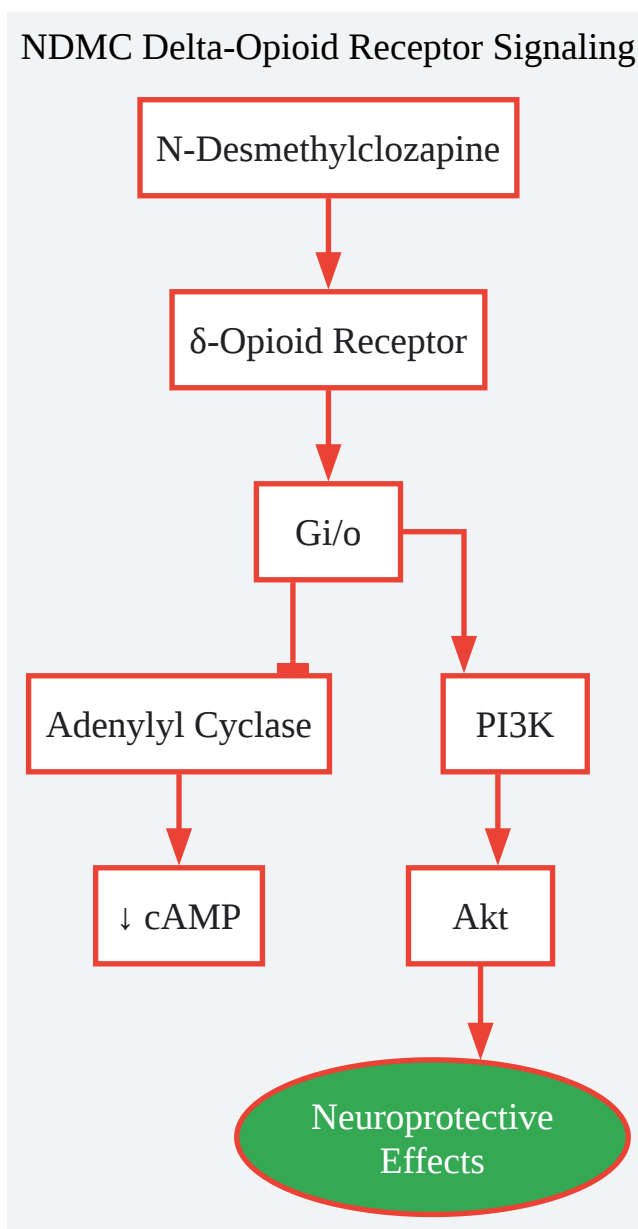 NDMC Delta-Opioid Receptor Signaling
N-Desmethylclozapine
δ-Opioid Receptor
Gi/o
Adenylyl Cyclase
PI3K
↓ cAMP
Akt
Neuroprotective
Effects